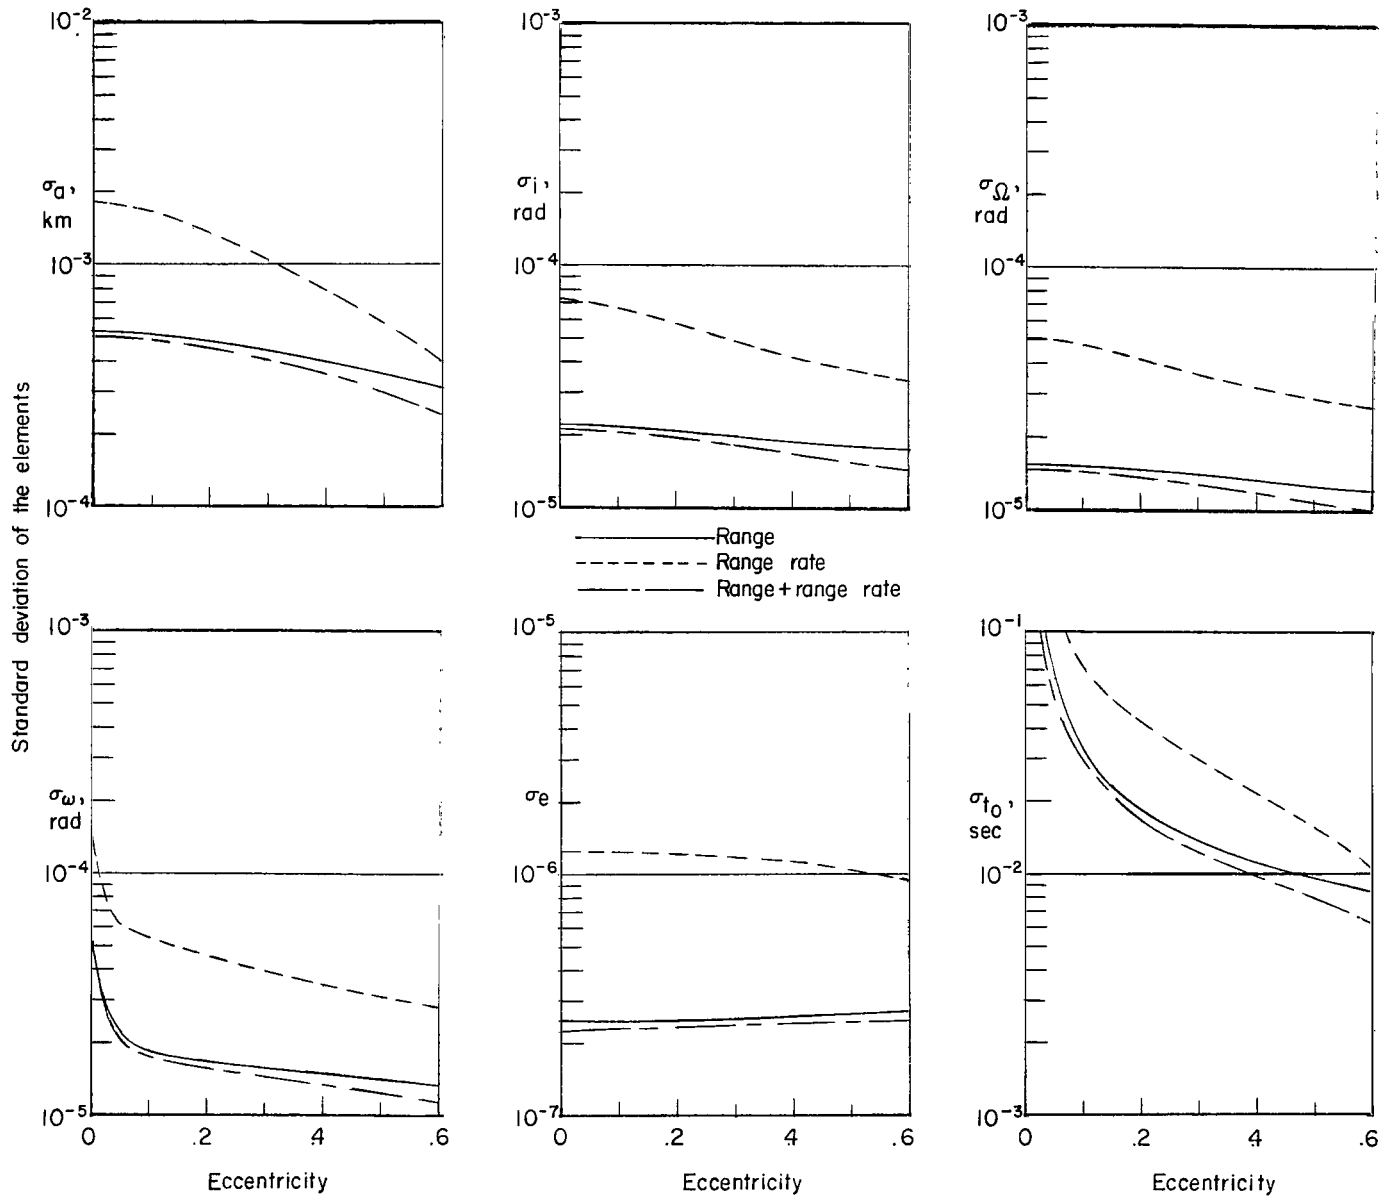 Standard deviation of the elements
10⁻²
σₐ,
km
10⁻³
10⁻⁴
10⁻³
σᵢ,
rad
10⁻⁴
10⁻⁵
10⁻³
σ_Ω,
rad
10⁻⁴
10⁻⁵
Range
Range rate
Range+range rate
10⁻³
σ_ω,
rad
10⁻⁴
10⁻⁵
0 .2 .4 .6
Eccentricity
10⁻⁵
σₑ
10⁻⁶
10⁻⁷
0 .2 .4 .6
Eccentricity
10⁻¹
σ_t₀,
sec
10⁻²
10⁻³
0 .2 .4 .6
Eccentricity